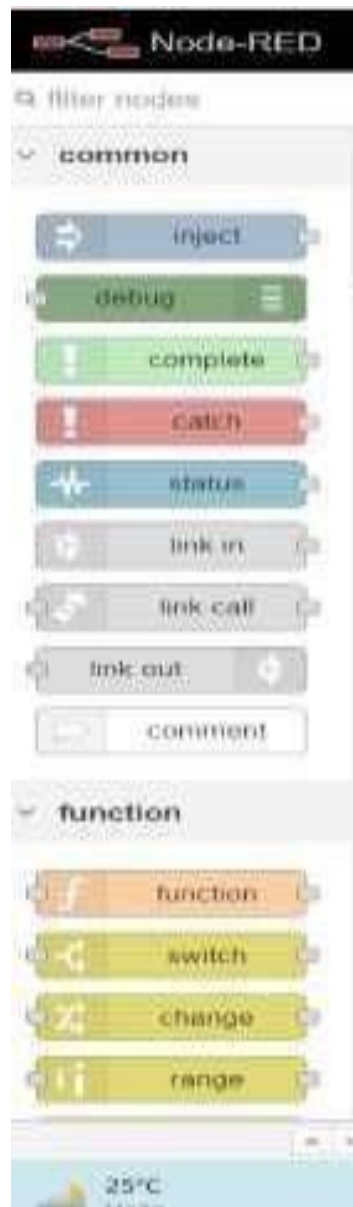 Node-RED
filter nodes
common
inject
debug
complete
catch
status
link in
link call
link out
comment
function
function
switch
change
range
25°C